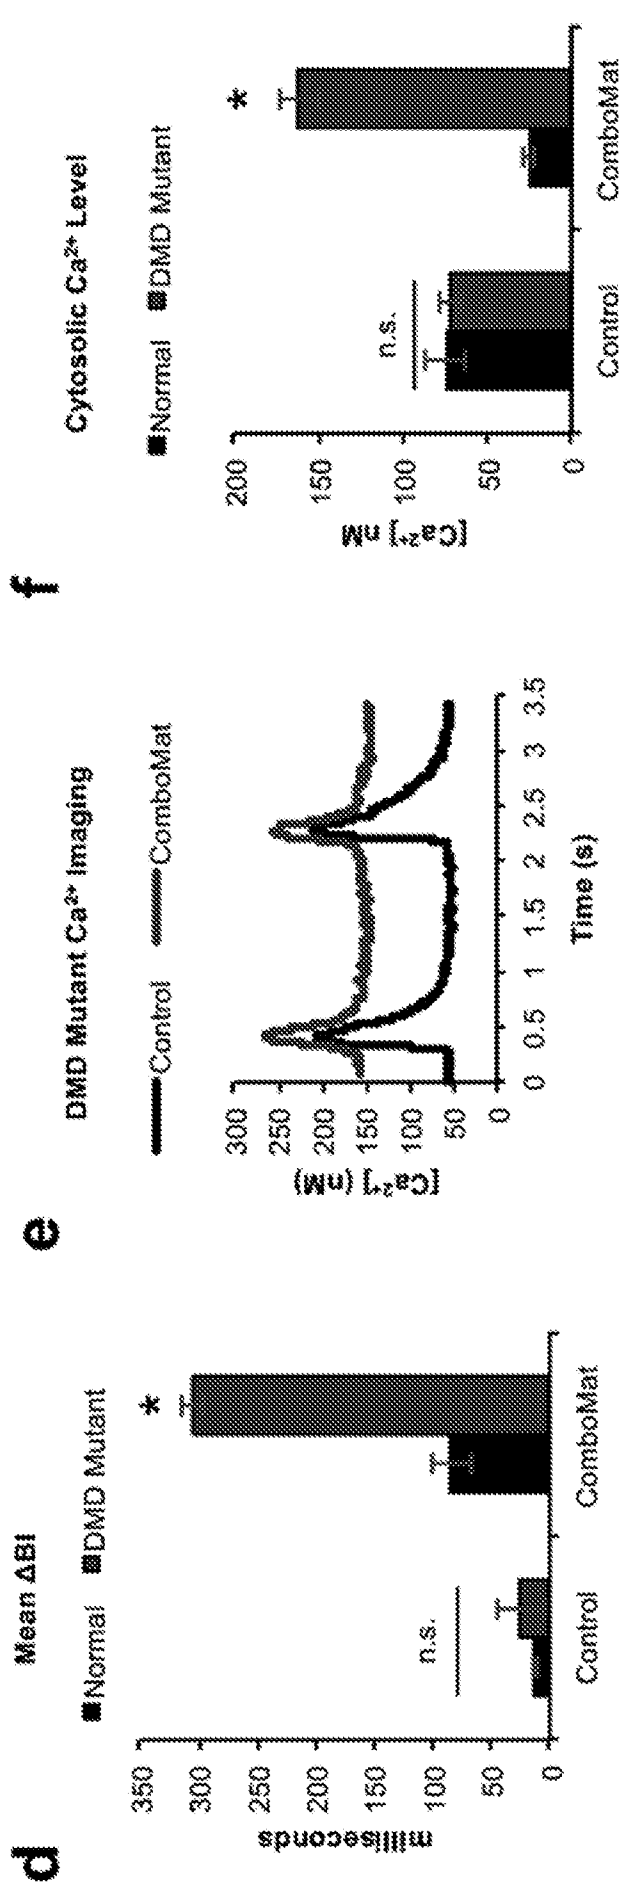 d
Mean ΔBI
Normal DMD Mutant
milliseconds
350
300
250
200
150
100
50
0
n.s.
*
Control ComboMat
e
DMD Mutant Ca²⁺ Imaging
Control ComboMat
[Ca²⁺] (nM)
300
250
200
150
100
50
0
0 0.5 1 1.5 2 2.5 3 3.5
Time (s)
f
Cytosolic Ca²⁺ Level
Normal DMD Mutant
[Ca²⁺] nM
200
150
100
50
0
n.s.
*
Control ComboMat